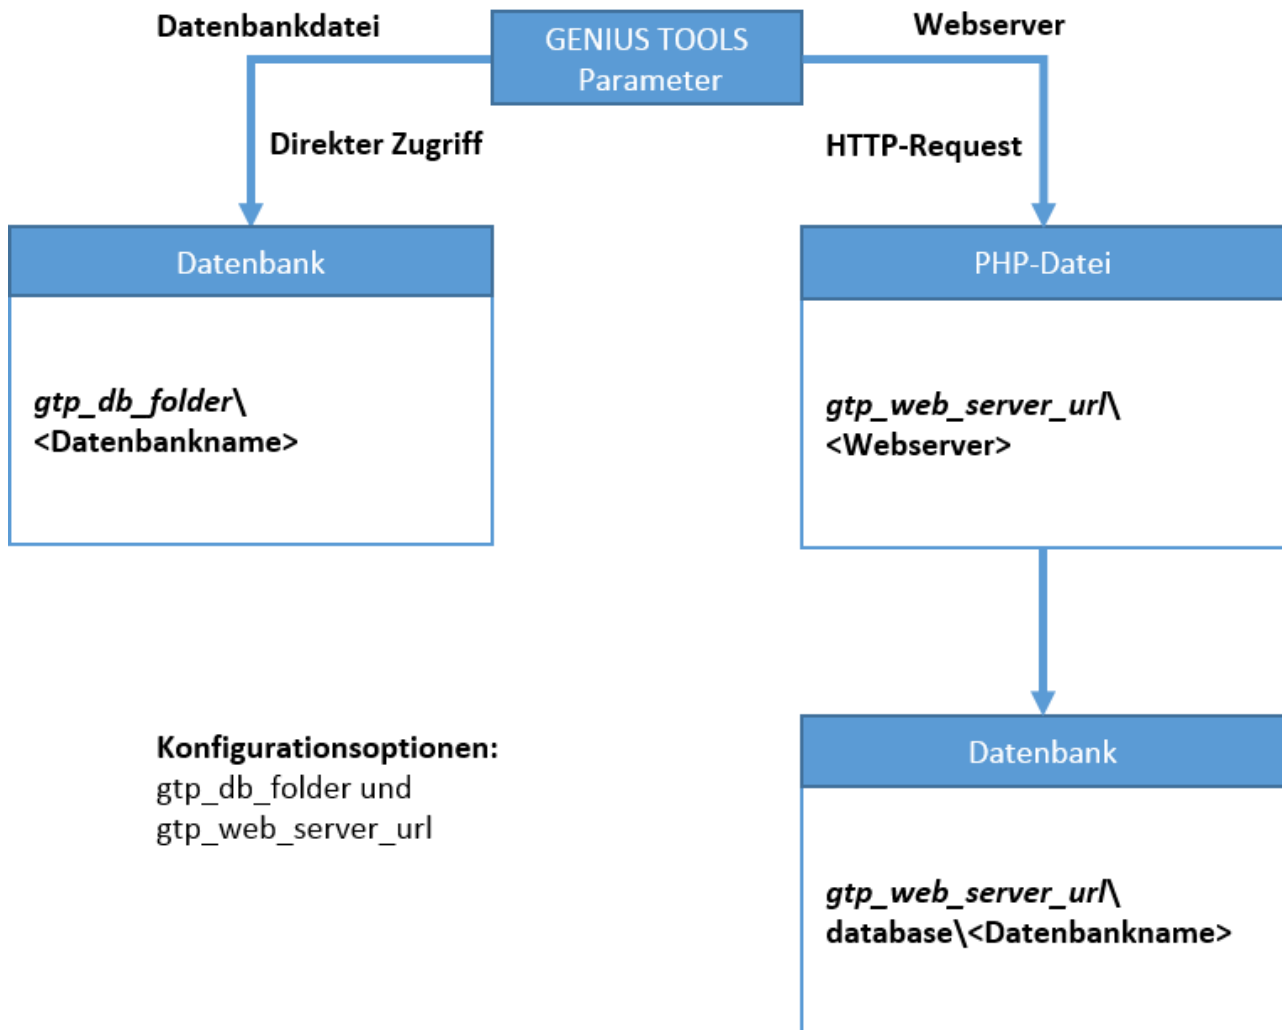 Datenbankdatei
GENIUS TOOLS
Parameter
Webserver
Direkter Zugriff
HTTP-Request
Datenbank
gtp_db_folder\
<Datenbankname>
PHP-Datei
gtp_web_server_url\
<Webserver>
Konfigurationsoptionen:
gtp_db_folder und
gtp_web_server_url
Datenbank
gtp_web_server_url\
database\<Datenbankname>